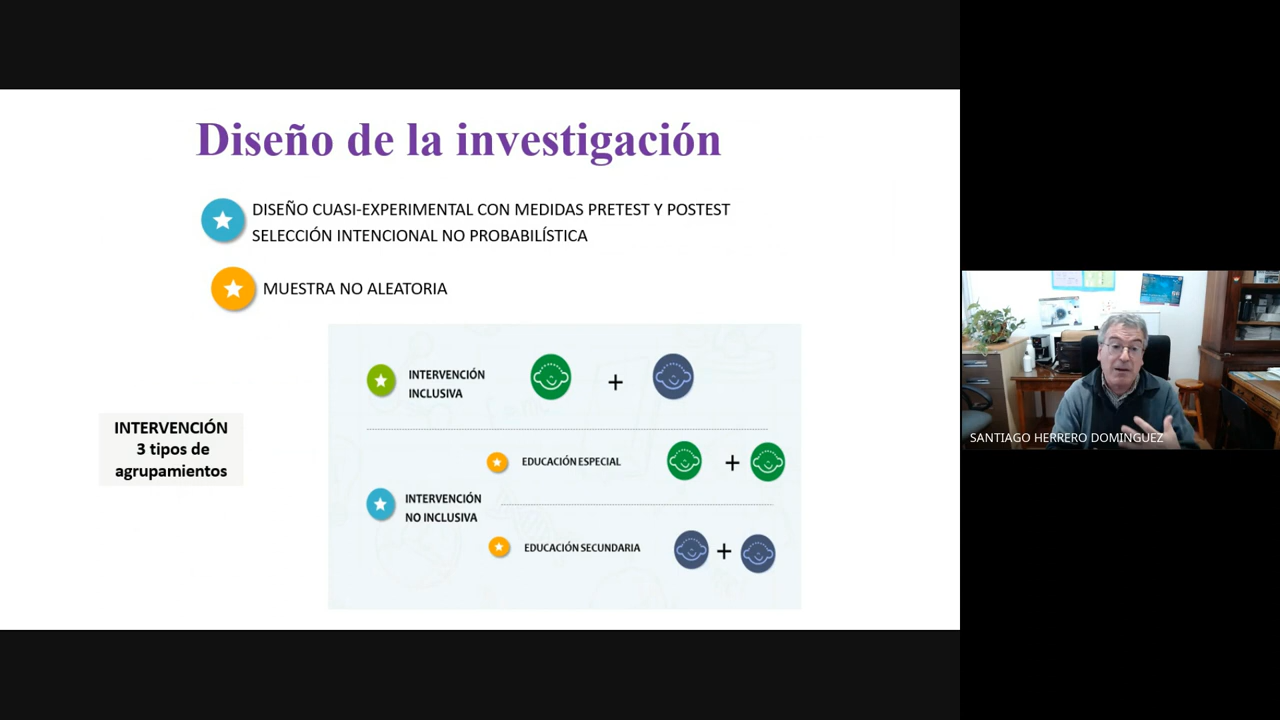 Diseño de la investigación
DISEÑO CUASI-EXPERIMENTAL CON MEDIDAS PRETEST Y POSTEST
SELECCIÓN INTENCIONAL NO PROBABILÍSTICA
MUESTRA NO ALEATORIA
INTERVENCIÓN
3 tipos de
agrupamientos
INTERVENCIÓN
INCLUSIVA
+
EDUCACIÓN ESPECIAL
+
INTERVENCIÓN
NO INCLUSIVA
EDUCACIÓN SECUNDARIA
+
SANTIAGO HERRERO DOMINGUEZ